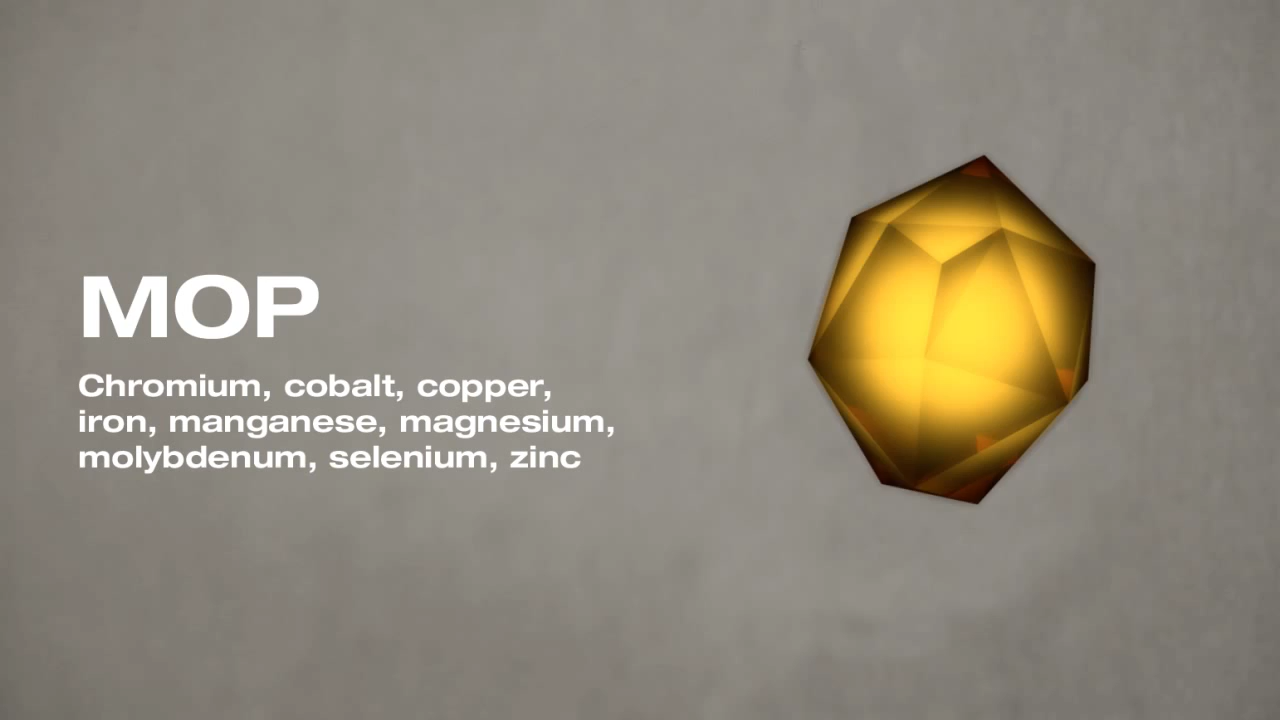 MOP
Chromium, cobalt, copper,
iron, manganese, magnesium,
molybdenum, selenium, zinc